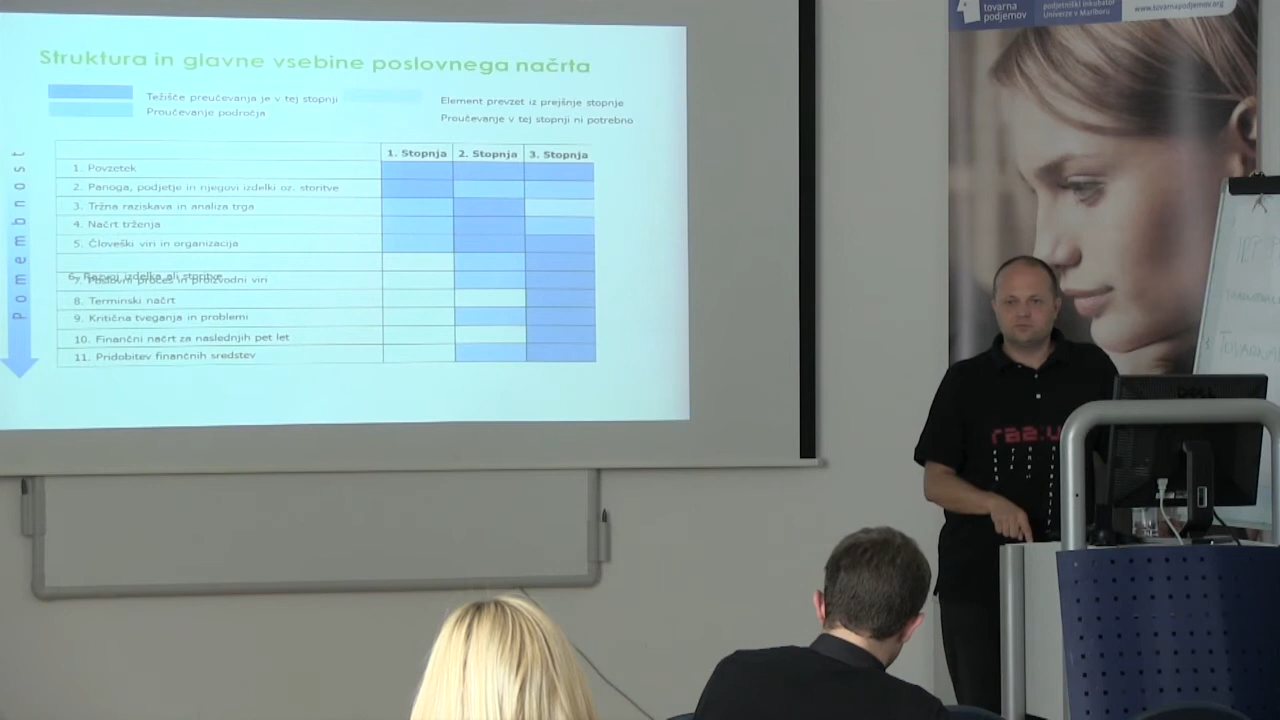 Struktura in glavne vsebine poslovnega načrta
Težišče preučevanja je v tej stopnji
Proučevanje področja
Element prevzet iz prejšnje stopnje
Proučevanje v tej stopnji ni potrebno
Pomembnost
1. Stopnja 2. Stopnja 3. Stopnja
1. Povzetek
2. Panoga, podjetje in njegovi izdelki oz. storitve
3. Tržna raziskava in analiza trga
4. Načrt trženja
5. Človeški viri in organizacija
6. Razvoj izdelka ali storitve
7. Poslovni proces in proizvodni viri
8. Terminski načrt
9. Kritična tveganja in problemi
10. Finančni načrt za naslednjih pet let
11. Pridobitev finančnih sredstev
tovarna
podjemov
podjetniški inkubator
Univerze v Mariboru
www.tovarnapodjemov.org
DELL